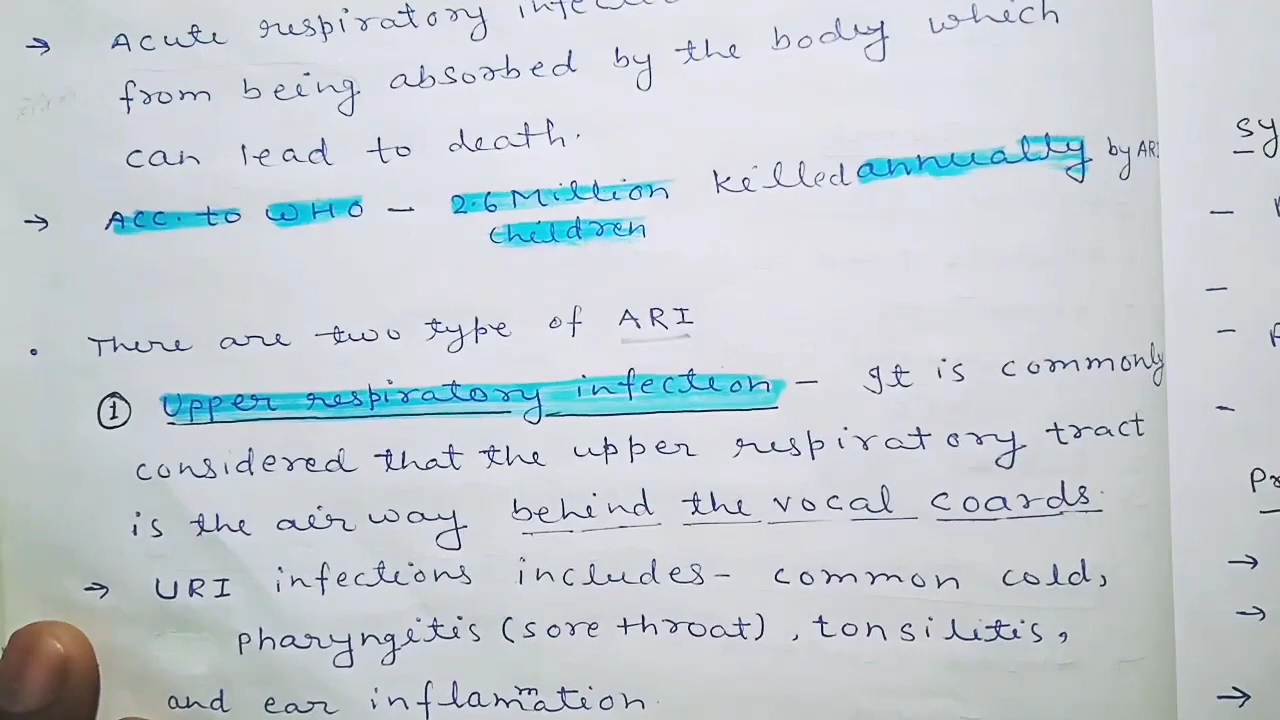 → Acute respiratory
from being absorbed by the body which
can lead to death.
→ Acc. to WHO - 2.6 Million killed annually by ARI
children
• There are two type of ARI
① Upper respiratory infection - It is commonly
considered that the upper respiratory tract
is the airway behind the vocal coards.
→ URI infections includes - common cold,
pharyngitis (sore throat), tonsilitis,
and ear inflammation.
sy
-
-
-
-
Pr
→
→
→